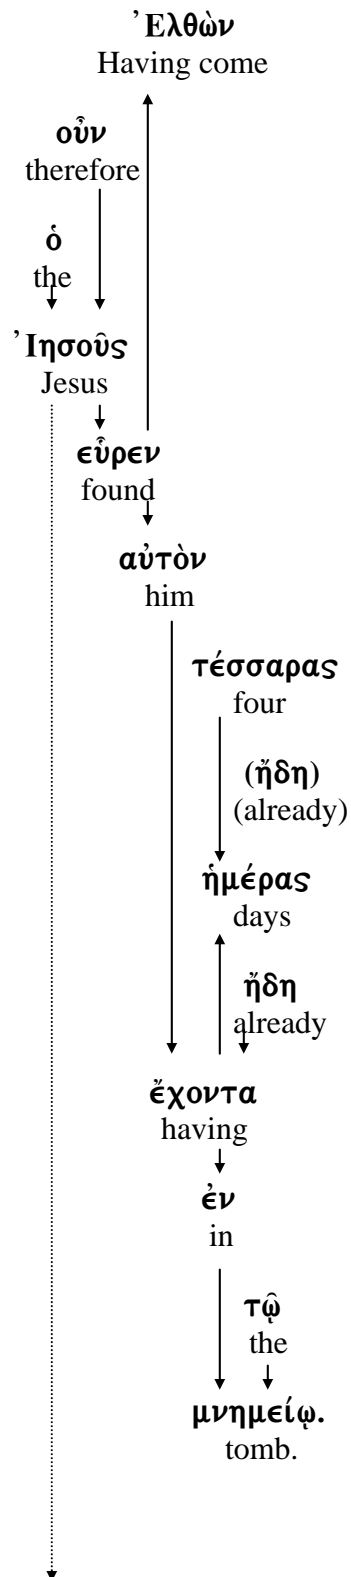 Ἐλθὼν
Having come
οὖν
therefore
ὁ
the
Ἰησοῦς
Jesus
εὗρεν
found
αὐτὸν
him
τέσσαρας
four
(ἤδη)
(already)
ἡμέρας
days
ἤδη
already
ἔχοντα
having
ἐν
in
τῷ
the
μνημείῳ.
tomb.